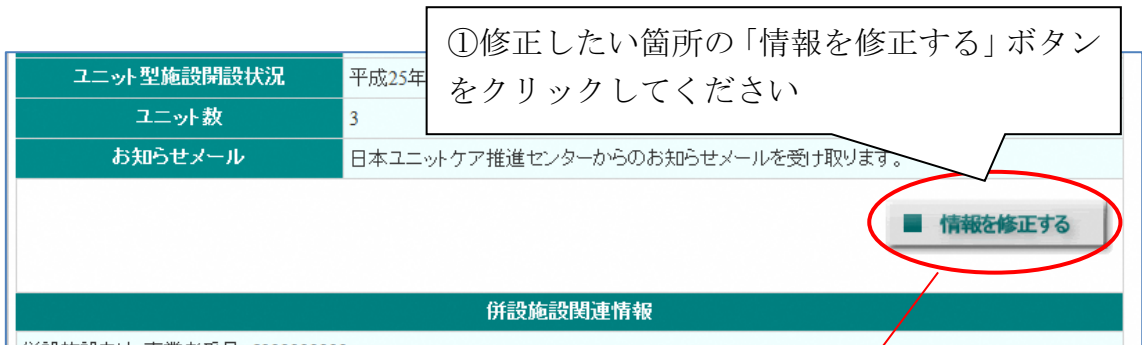 ①修正したい箇所の「情報を修正する」ボタン
をクリックしてください
ユニット型施設開設状況 平成25年
ユニット数 3
お知らせメール 日本ユニットケア推進センターからのお知らせメールを受け取ります。
情報を修正する
併設施設関連情報